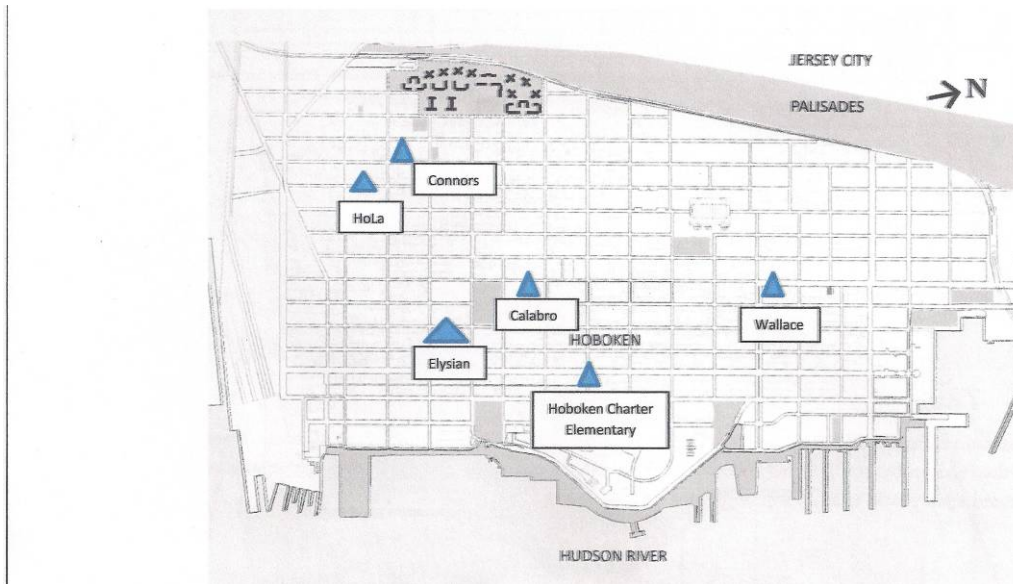 JERSEY CITY
N
PALISADES
Connors
HoLa
Calabro
Wallace
HOBOKEN
Elysian
Hoboken Charter
Elementary
HUDSON RIVER